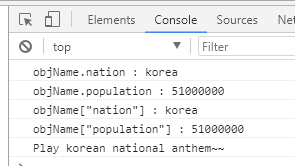 Elements
Console
Sources
top
Filter
objName.nation : korea
objName.population : 51000000
objName["nation"] : korea
objName["population"] : 51000000
Play korean national anthem~~